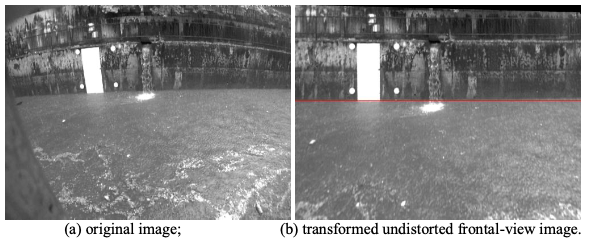 (a) original image;
(b) transformed undistorted frontal-view image.